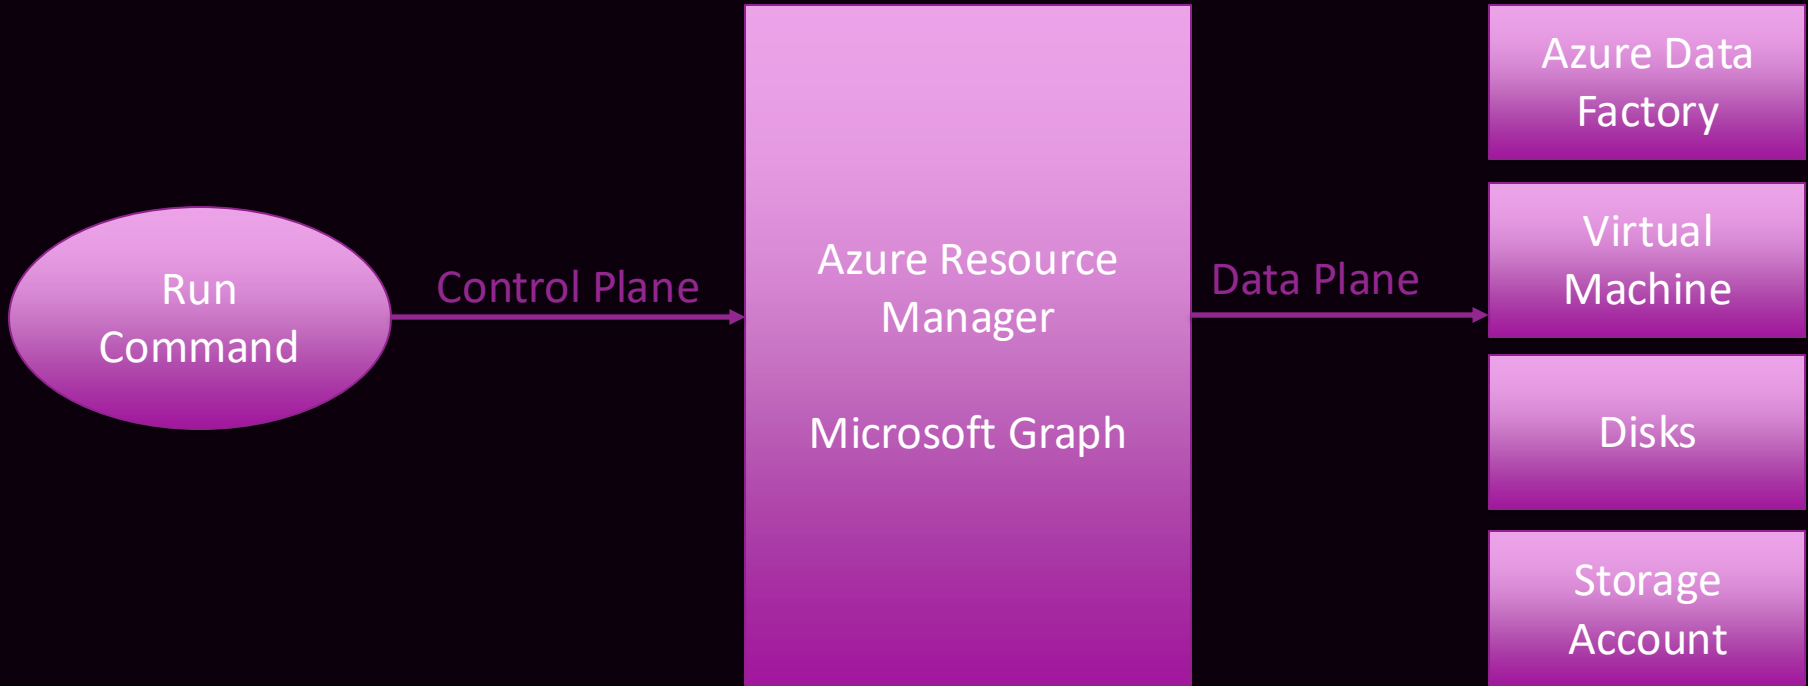 Run
Command
Control Plane
Azure Resource
Manager
Microsoft Graph
Data Plane
Azure Data
Factory
Virtual
Machine
Disks
Storage
Account